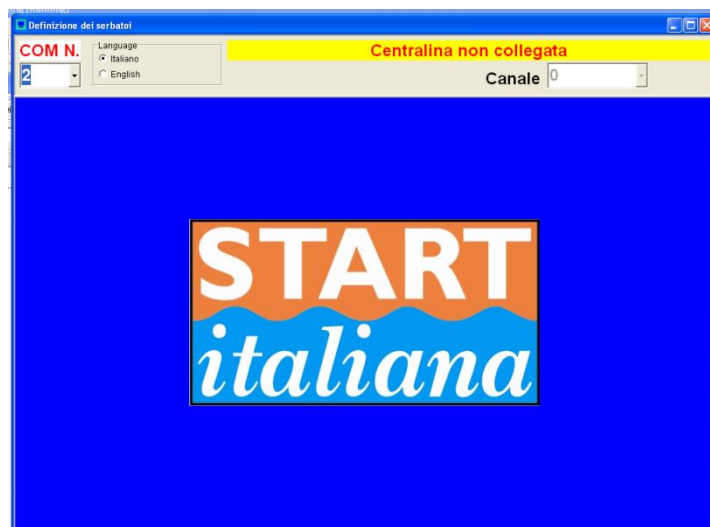 Definizione dei serbatoi
COM N.
2
Language
Italiano
English
Centralina non collegata
Canale 0
START
italiana